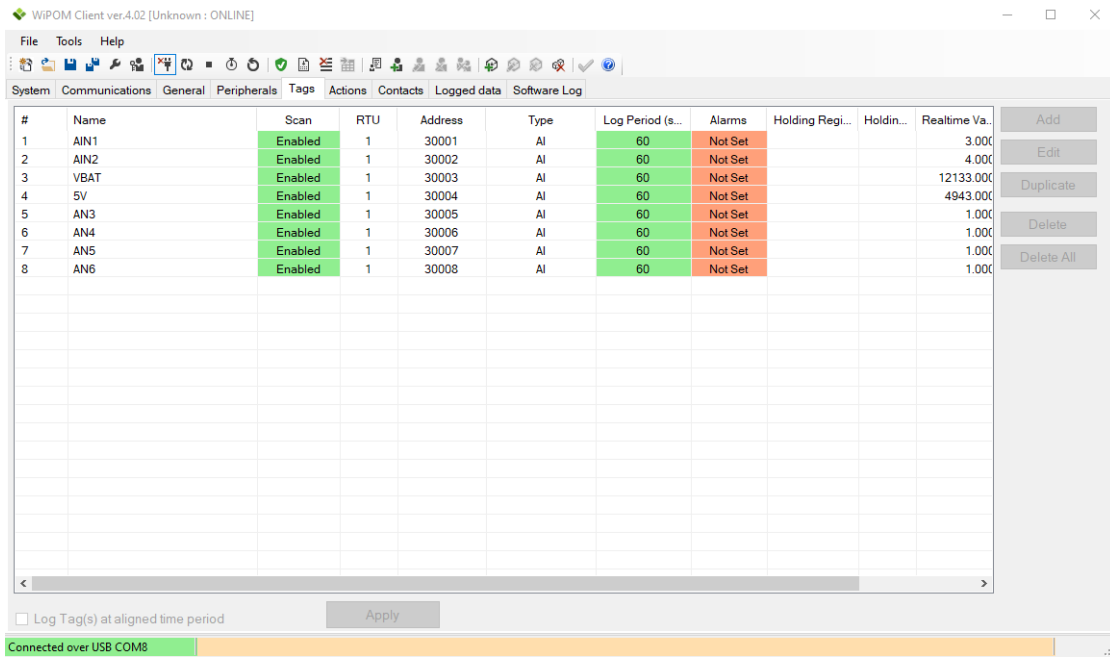 WiPOM Client ver.4.02 [Unknown : ONLINE]
File Tools Help
System Communications General Peripherals Tags Actions Contacts Logged data Software Log
# Name Scan RTU Address Type Log Period (s... Alarms Holding Regi... Holdin... Realtime Va... Add
1 AIN1 Enabled 1 30001 AI 60 Not Set 3.000
2 AIN2 Enabled 1 30002 AI 60 Not Set 4.000 Edit
3 VBAT Enabled 1 30003 AI 60 Not Set 12133.000 Duplicate
4 5V Enabled 1 30004 AI 60 Not Set 4943.000
5 AN3 Enabled 1 30005 AI 60 Not Set 1.000
6 AN4 Enabled 1 30006 AI 60 Not Set 1.000 Delete
7 AN5 Enabled 1 30007 AI 60 Not Set 1.000 Delete All
8 AN6 Enabled 1 30008 AI 60 Not Set 1.000
Log Tag(s) at aligned time period Apply
Connected over USB COM8